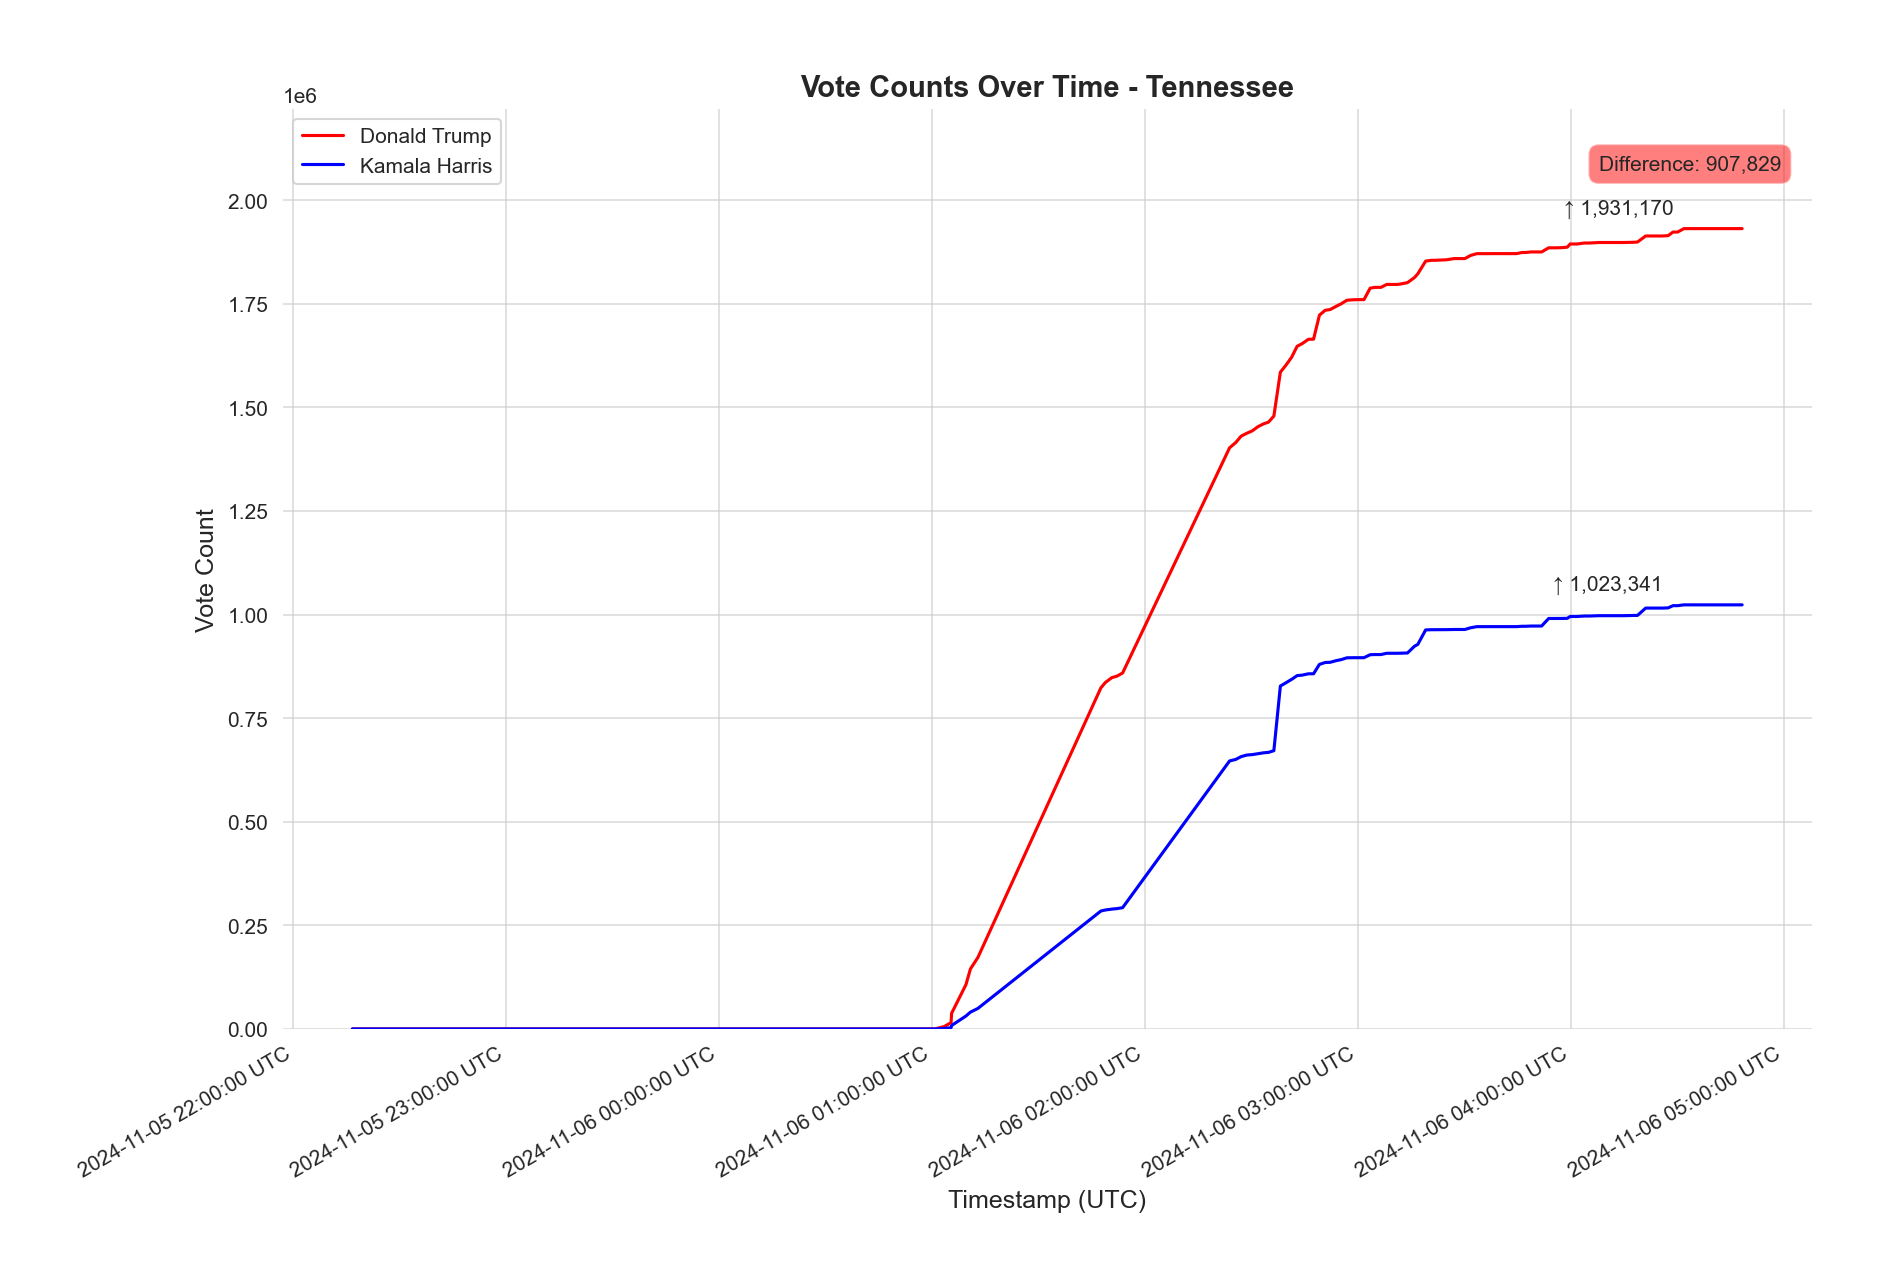 Vote Counts Over Time - Tennessee
1e6
Donald Trump
Kamala Harris
Difference: 907,829
↑ 1,931,170
↑ 1,023,341
2.00
1.75
1.50
1.25
1.00
0.75
0.50
0.25
0.00
Vote Count
2024-11-05 22:00:00 UTC
2024-11-05 23:00:00 UTC
2024-11-06 00:00:00 UTC
2024-11-06 01:00:00 UTC
2024-11-06 02:00:00 UTC
2024-11-06 03:00:00 UTC
2024-11-06 04:00:00 UTC
2024-11-06 05:00:00 UTC
Timestamp (UTC)